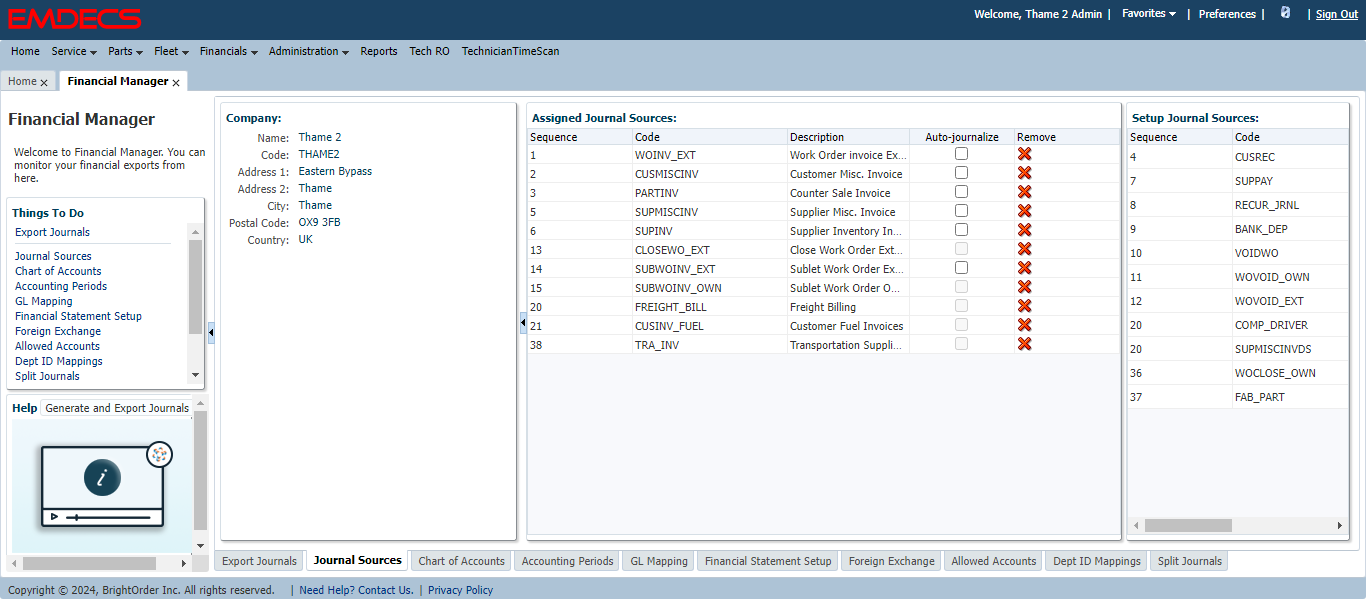 EMDECS
Welcome, Thame 2 Admin | Favorites | Preferences | | Sign Out
Home Service Parts Fleet Financials Administration Reports Tech RO TechnicianTimeScan
Home x Financial Manager x
Financial Manager
Welcome to Financial Manager. You can
monitor your financial exports from
here.
Things To Do
Export Journals
Journal Sources
Chart of Accounts
Accounting Periods
GL Mapping
Financial Statement Setup
Foreign Exchange
Allowed Accounts
Dept ID Mappings
Split Journals
Help Generate and Export Journals
i
Company:
Name: Thame 2
Code: THAME2
Address 1: Eastern Bypass
Address 2: Thame
City: Thame
Postal Code: OX9 3FB
Country: UK
Assigned Journal Sources:
Sequence Code Description Auto-journalize Remove
1 WOINV_EXT Work Order invoice Ex...
2 CUSMISCINV Customer Misc. Invoice
3 PARTINV Counter Sale Invoice
5 SUPMISCINV Supplier Misc. Invoice
6 SUPINV Supplier Inventory In...
13 CLOSEWO_EXT Close Work Order Ext...
14 SUBWOINV_EXT Sublet Work Order Ex...
15 SUBWOINV_OWN Sublet Work Order O...
20 FREIGHT_BILL Freight Billing
21 CUSINV_FUEL Customer Fuel Invoices
38 TRA_INV Transportation Suppli...
Setup Journal Sources:
Sequence Code
4 CUSREC
7 SUPPAY
8 RECUR_JRNL
9 BANK_DEP
10 VOIDWO
11 WOVOID_OWN
12 WOVOID_EXT
20 COMP_DRIVER
20 SUPMISCINVDS
36 WOCLOSE_OWN
37 FAB_PART
Export Journals Journal Sources Chart of Accounts Accounting Periods GL Mapping Financial Statement Setup Foreign Exchange Allowed Accounts Dept ID Mappings Split Journals
Copyright © 2024, BrightOrder Inc. All rights reserved. | Need Help? Contact Us. | Privacy Policy